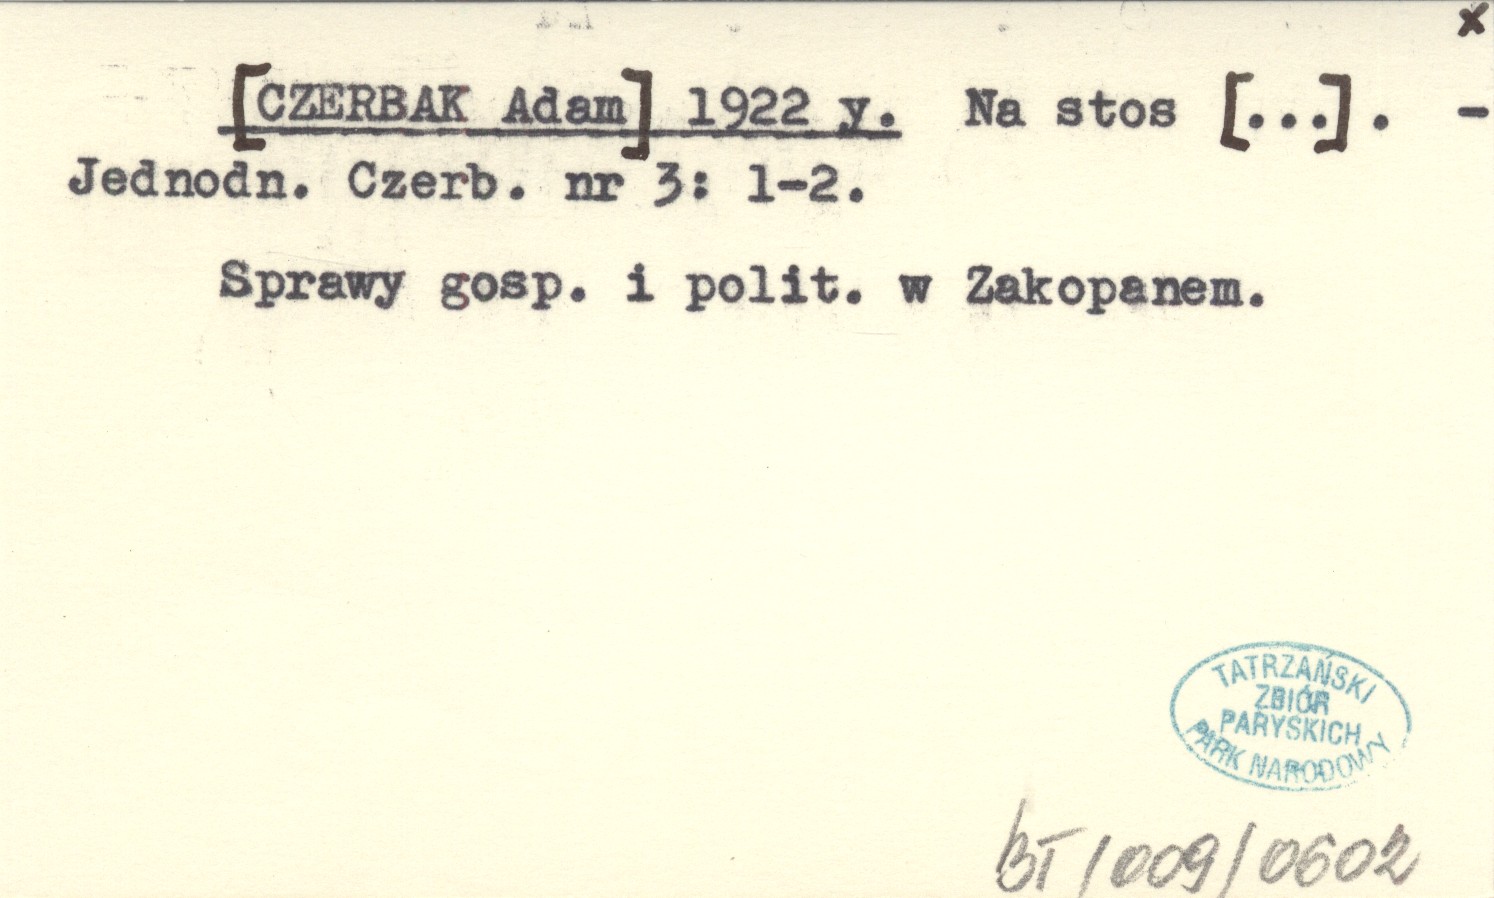 x
[CZERBAK Adam] 1922 y. Na stos [...]. -
Jednodn. Czerb. nr 3: 1-2.
Sprawy gosp. i polit. w Zakopanem.
TATRZAŃSKI
ZBIÓR
PARYSKICH
PARK NARODOWY
BT/009/0602